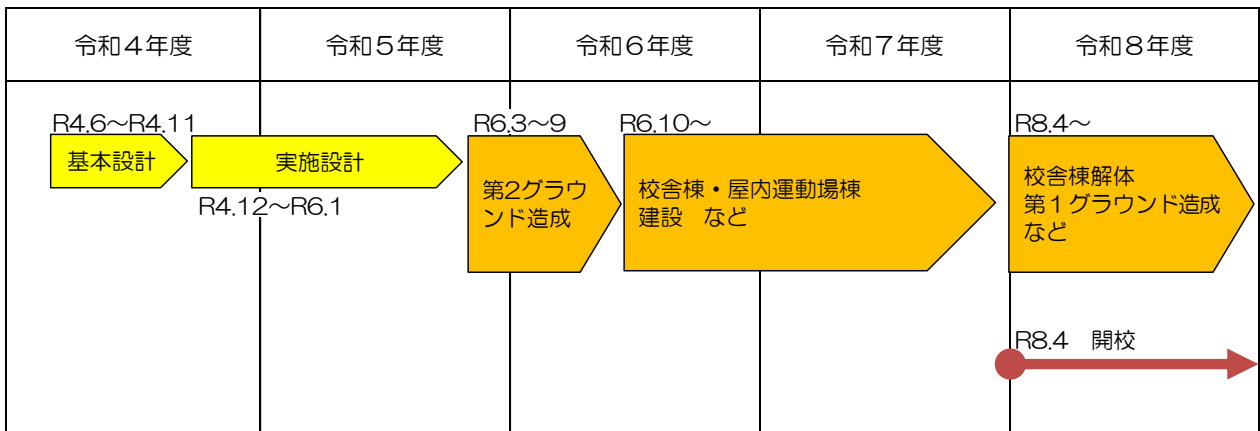 令和４年度
令和５年度
令和６年度
令和７年度
令和８年度
R4.6～R4.11
基本設計
実施設計
R4.12～R6.1
R6.3～9
第2グラウ
ンド造成
R6.10～
校舎棟・屋内運動場棟
建設　など
R8.4～
校舎棟解体
第１グラウンド造成
など
R8.4　開校